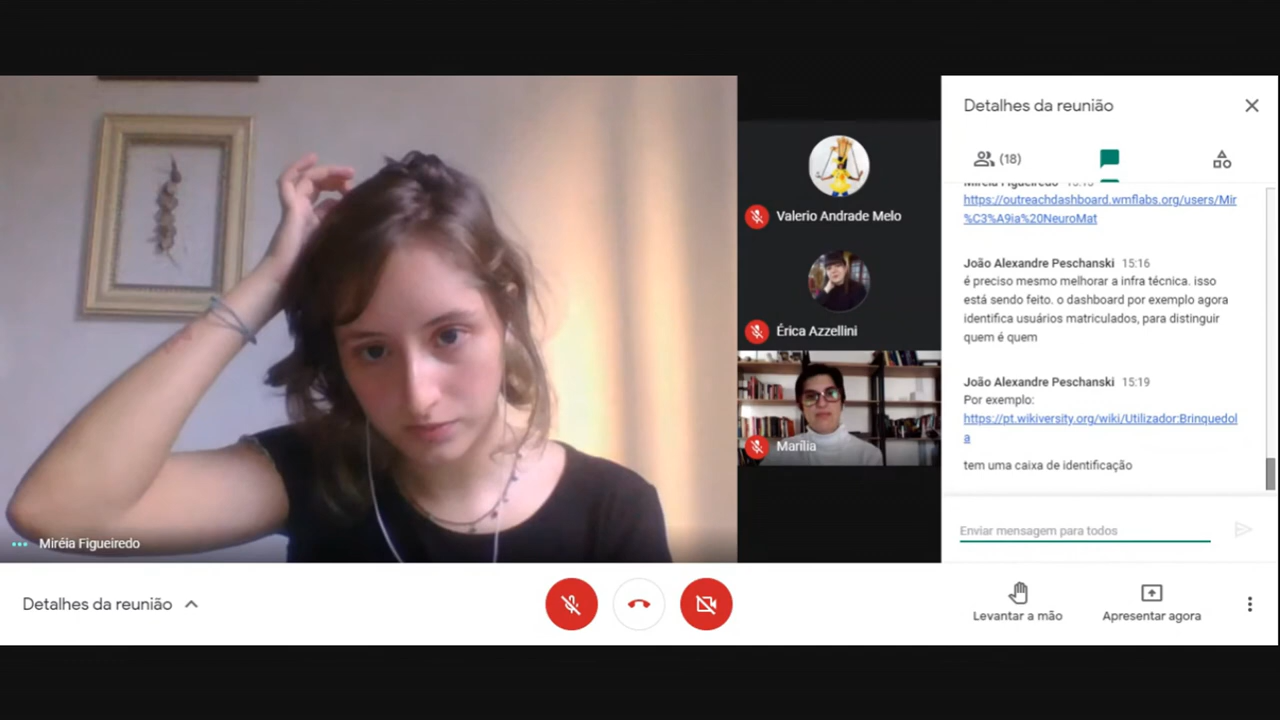 Miréia Figueiredo
Detalhes da reunião
Valerio Andrade Melo
Érica Azzellini
Marília
Detalhes da reunião
(18)
Miréia Figueiredo 15:15
https://outreachdashboard.wmflabs.org/users/Mir
%C3%A9ia%20NeuroMat
João Alexandre Peschanski 15:16
é preciso mesmo melhorar a infra técnica. isso
está sendo feito. o dashboard por exemplo agora
identifica usuários matriculados, para distinguir
quem é quem
João Alexandre Peschanski 15:19
Por exemplo:
https://pt.wikiversity.org/wiki/Utilizador:Brinquedol
a
tem uma caixa de identificação
Enviar mensagem para todos
Levantar a mão
Apresentar agora